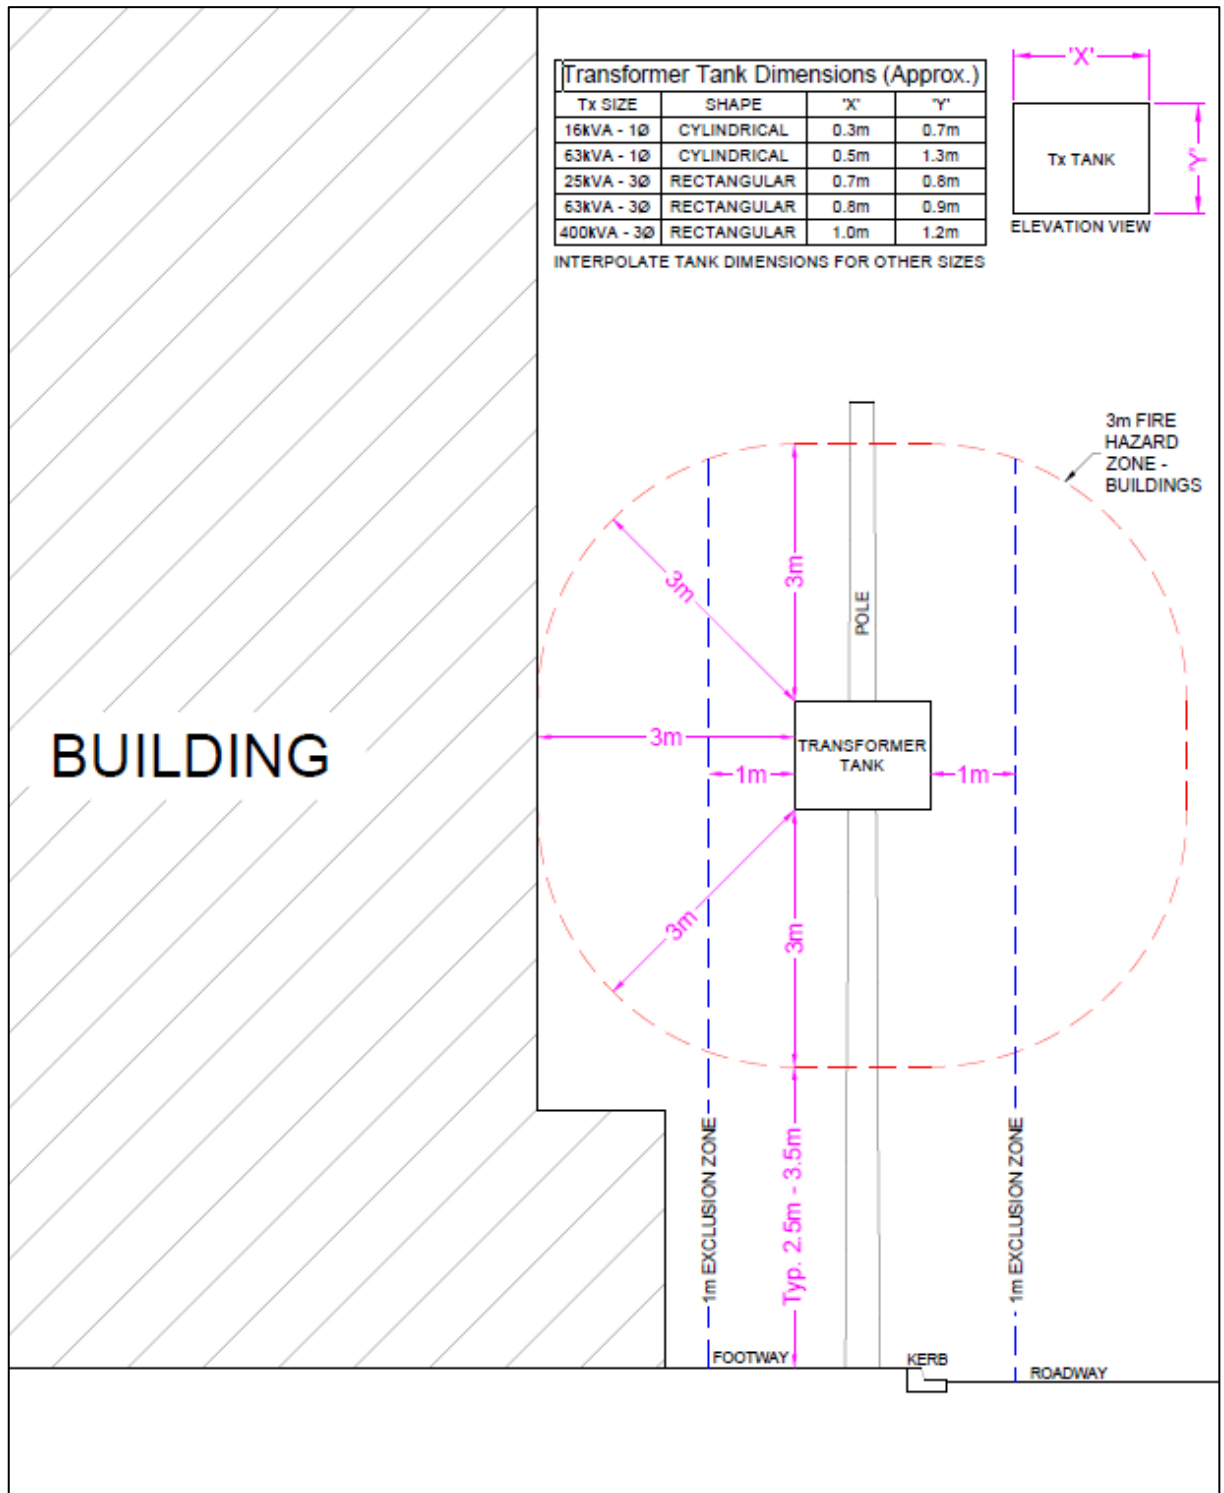 Transformer Tank Dimensions (Approx.)
Tx SIZE SHAPE 'X' 'Y'
16kVA - 1Ø CYLINDRICAL 0.3m 0.7m
63kVA - 1Ø CYLINDRICAL 0.5m 1.3m
25kVA - 3Ø RECTANGULAR 0.7m 0.8m
63kVA - 3Ø RECTANGULAR 0.8m 0.9m
400kVA - 3Ø RECTANGULAR 1.0m 1.2m
INTERPOLATE TANK DIMENSIONS FOR OTHER SIZES
'X'
Tx TANK
'Y'
ELEVATION VIEW
3m FIRE
HAZARD
ZONE -
BUILDINGS
3m
3m
POLE
BUILDING
3m
TRANSFORMER
TANK
1m
1m
3m
3m
1m EXCLUSION ZONE
Typ. 2.5m - 3.5m
1m EXCLUSION ZONE
FOOTWAY
KERB
ROADWAY